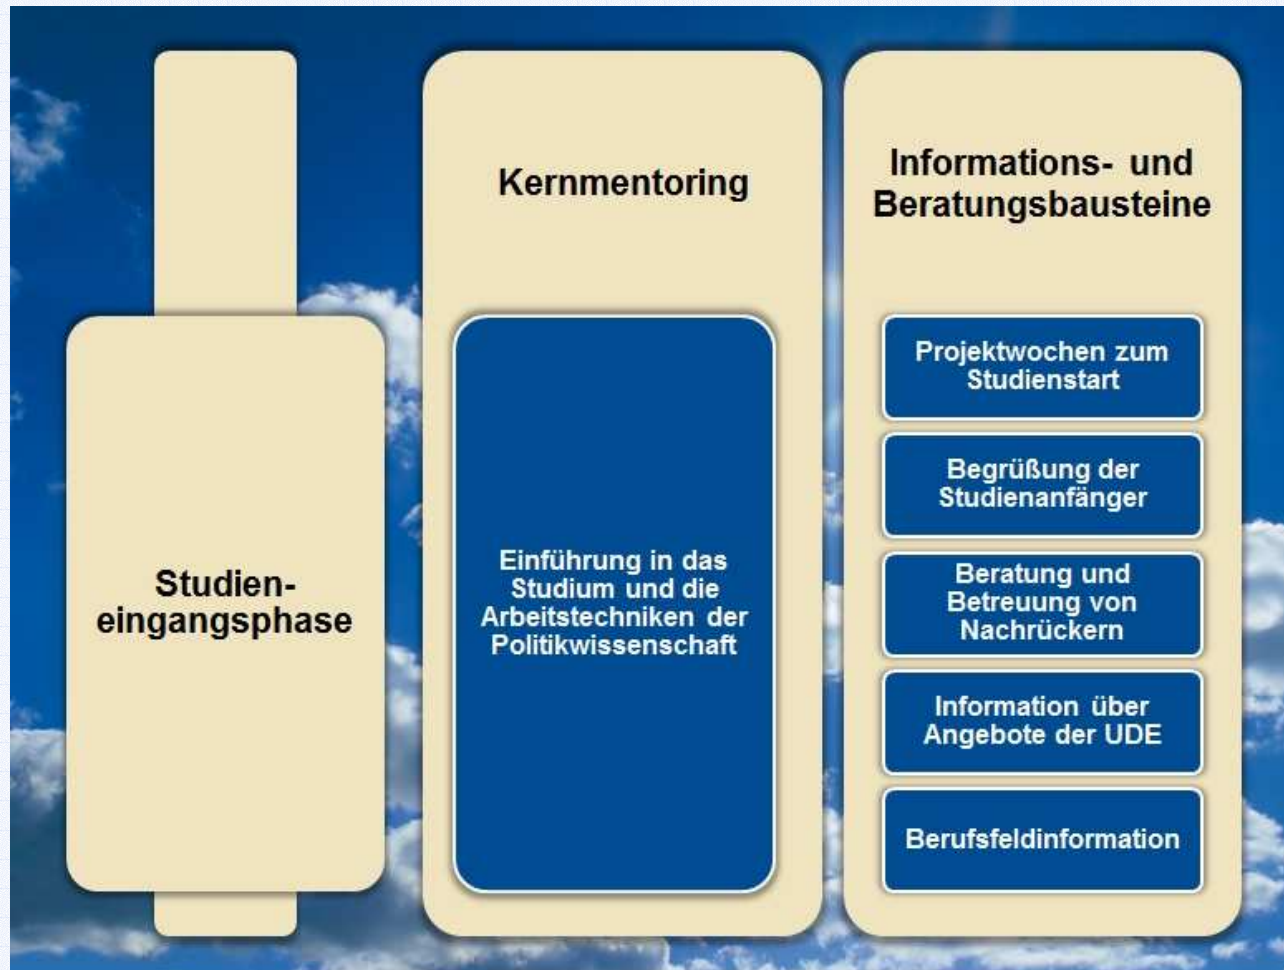 Studien-
eingangsphase
Kernmentoring
Einführung in das
Studium und die
Arbeitstechniken der
Politikwissenschaft
Informations- und
Beratungsbausteine
Projektwochen zum
Studienstart
Begrüßung der
Studienanfänger
Beratung und
Betreuung von
Nachrückern
Information über
Angebote der UDE
Berufsfeldinformation